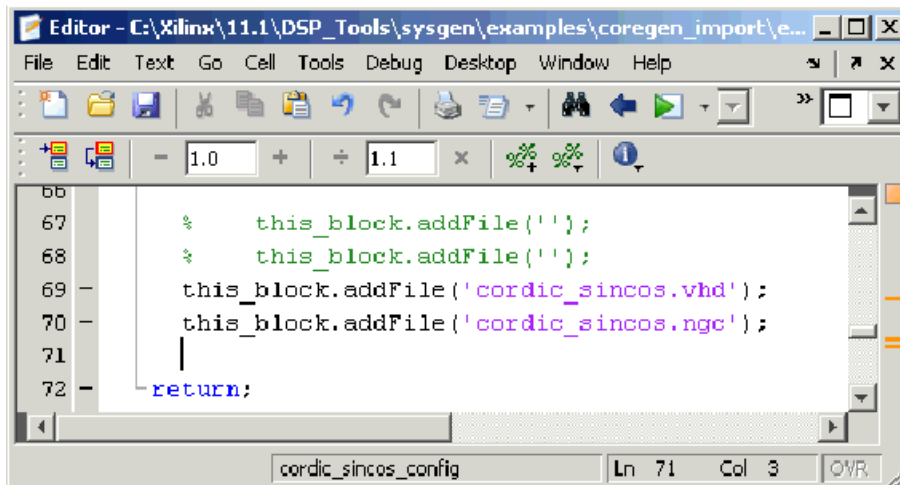 Editor - C:\Xilinx\11.1\DSP_Tools\sysgen\examples\coregen_import\e...
File Edit Text Go Cell Tools Debug Desktop Window Help
1.0 1.1
66
67 % this_block.addFile('');
68 % this_block.addFile('');
69 - this_block.addFile('cordic_sincos.vhd');
70 - this_block.addFile('cordic_sincos.ngc');
71
72 - return;
cordic_sincos_config Ln 71 Col 3 OVR